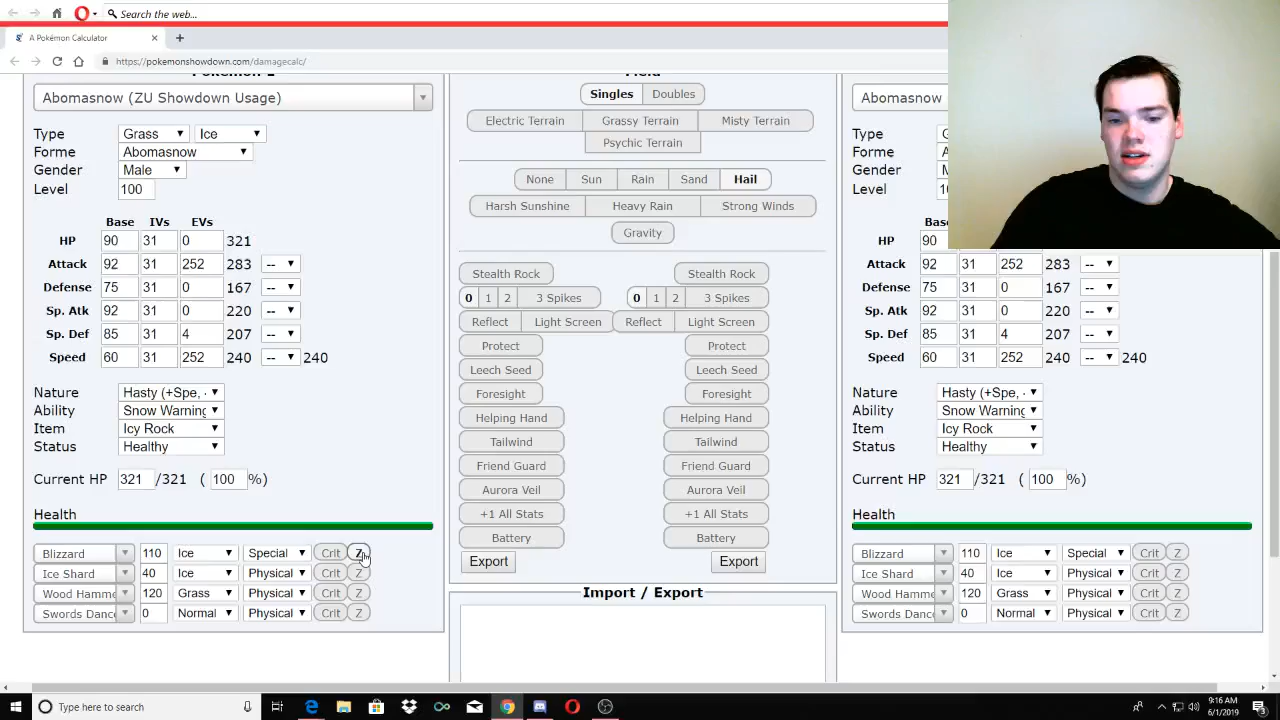 Search the web...
A Pokémon Calculator
https://pokemonshowdown.com/damagecalc/
Pokémon 1
Field
Abomasnow (ZU Showdown Usage)
Type Grass Ice
Forme Abomasnow
Gender Male
Level 100
Base IVs EVs
HP 90 31 0 321
Attack 92 31 252 283 --
Defense 75 31 0 167 --
Sp. Atk 92 31 0 220 --
Sp. Def 85 31 4 207 --
Speed 60 31 252 240 -- 240
Nature Hasty (+Spe, -
Ability Snow Warning
Item Icy Rock
Status Healthy
Current HP 321 /321 ( 100 %)
Health
Blizzard 110 Ice Special Crit Z
Ice Shard 40 Ice Physical Crit Z
Wood Hamme 120 Grass Physical Crit Z
Swords Danc 0 Normal Physical Crit Z
Singles Doubles
Electric Terrain Grassy Terrain Misty Terrain
Psychic Terrain
None Sun Rain Sand Hail
Harsh Sunshine Heavy Rain Strong Winds
Gravity
Stealth Rock Stealth Rock
0 1 2 3 Spikes 0 1 2 3 Spikes
Reflect Light Screen Reflect Light Screen
Protect Protect
Leech Seed Leech Seed
Foresight Foresight
Helping Hand Helping Hand
Tailwind Tailwind
Friend Guard Friend Guard
Aurora Veil Aurora Veil
+1 All Stats +1 All Stats
Battery Battery
Export Export
Import / Export
Abomasnow
Type G
Forme A
Gender M
Level 10
Base
HP 90
Attack 92 31 252 283 --
Defense 75 31 0 167 --
Sp. Atk 92 31 0 220 --
Sp. Def 85 31 4 207 --
Speed 60 31 252 240 -- 240
Nature Hasty (+Spe, -
Ability Snow Warning
Item Icy Rock
Status Healthy
Current HP 321 /321 ( 100 %)
Health
Blizzard 110 Ice Special Crit Z
Ice Shard 40 Ice Physical Crit Z
Wood Hamme 120 Grass Physical Crit Z
Swords Danc 0 Normal Physical Crit Z
Type here to search
9:16 AM
6/1/2019